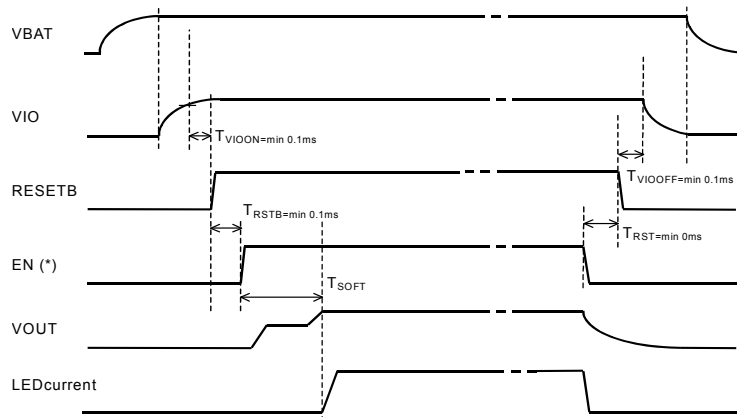 VBAT
VIO
TVIOON=min 0.1ms
TVIOOFF=min 0.1ms
RESETB
TRSTB=min 0.1ms
TRST=min 0ms
EN (*)
TSOFT
VOUT
LEDcurrent